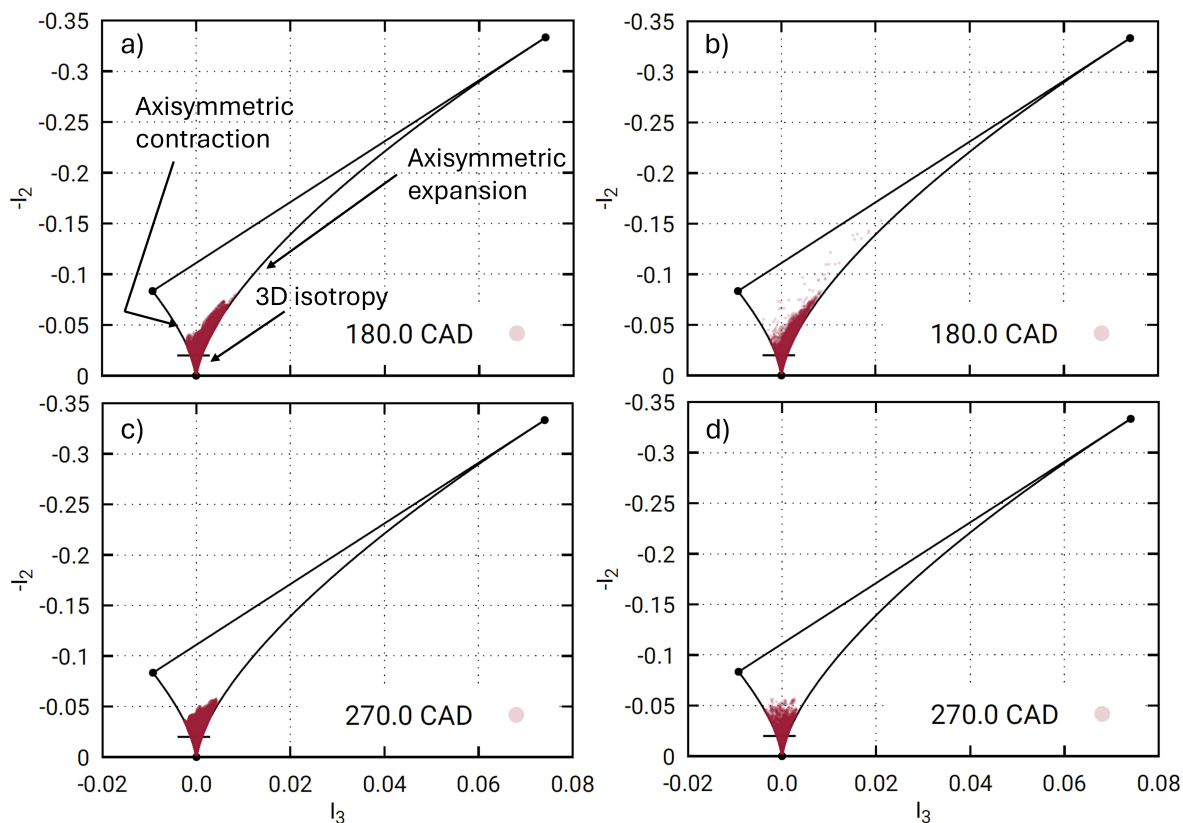 a)
-0.35
-0.3
-0.25
-0.2
-0.15
-0.1
-0.05
0
-I₂
Axisymmetric
contraction
Axisymmetric
expansion
3D isotropy
180.0 CAD
b)
-0.35
-0.3
-0.25
-0.2
-0.15
-0.1
-0.05
0
-I₂
180.0 CAD
c)
-0.35
-0.3
-0.25
-0.2
-0.15
-0.1
-0.05
0
-I₂
270.0 CAD
-0.02 0.0 0.02 0.04 0.06 0.08
I₃
d)
-0.35
-0.3
-0.25
-0.2
-0.15
-0.1
-0.05
0
-I₂
270.0 CAD
-0.02 0.0 0.02 0.04 0.06 0.08
I₃